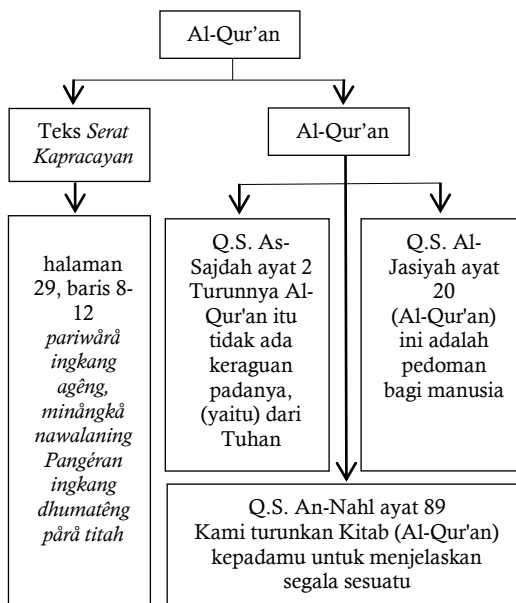 Al-Qur’an
Teks Serat
Kapracayan
Al-Qur’an
halaman
29, baris 8-
12
pariwårå
ingkang
agêng,
minångkå
nawalaning
Pangéran
ingkang
dhumatêng
pårå titah
Q.S. As-
Sajdah ayat 2
Turunnya Al-
Qur'an itu
tidak ada
keraguan
padanya,
(yaitu) dari
Tuhan
Q.S. Al-
Jasiyah ayat
20
(Al-Qur'an)
ini adalah
pedoman
bagi manusia
Q.S. An-Nahl ayat 89
Kami turunkan Kitab (Al-Qur'an)
kepadamu untuk menjelaskan
segala sesuatu